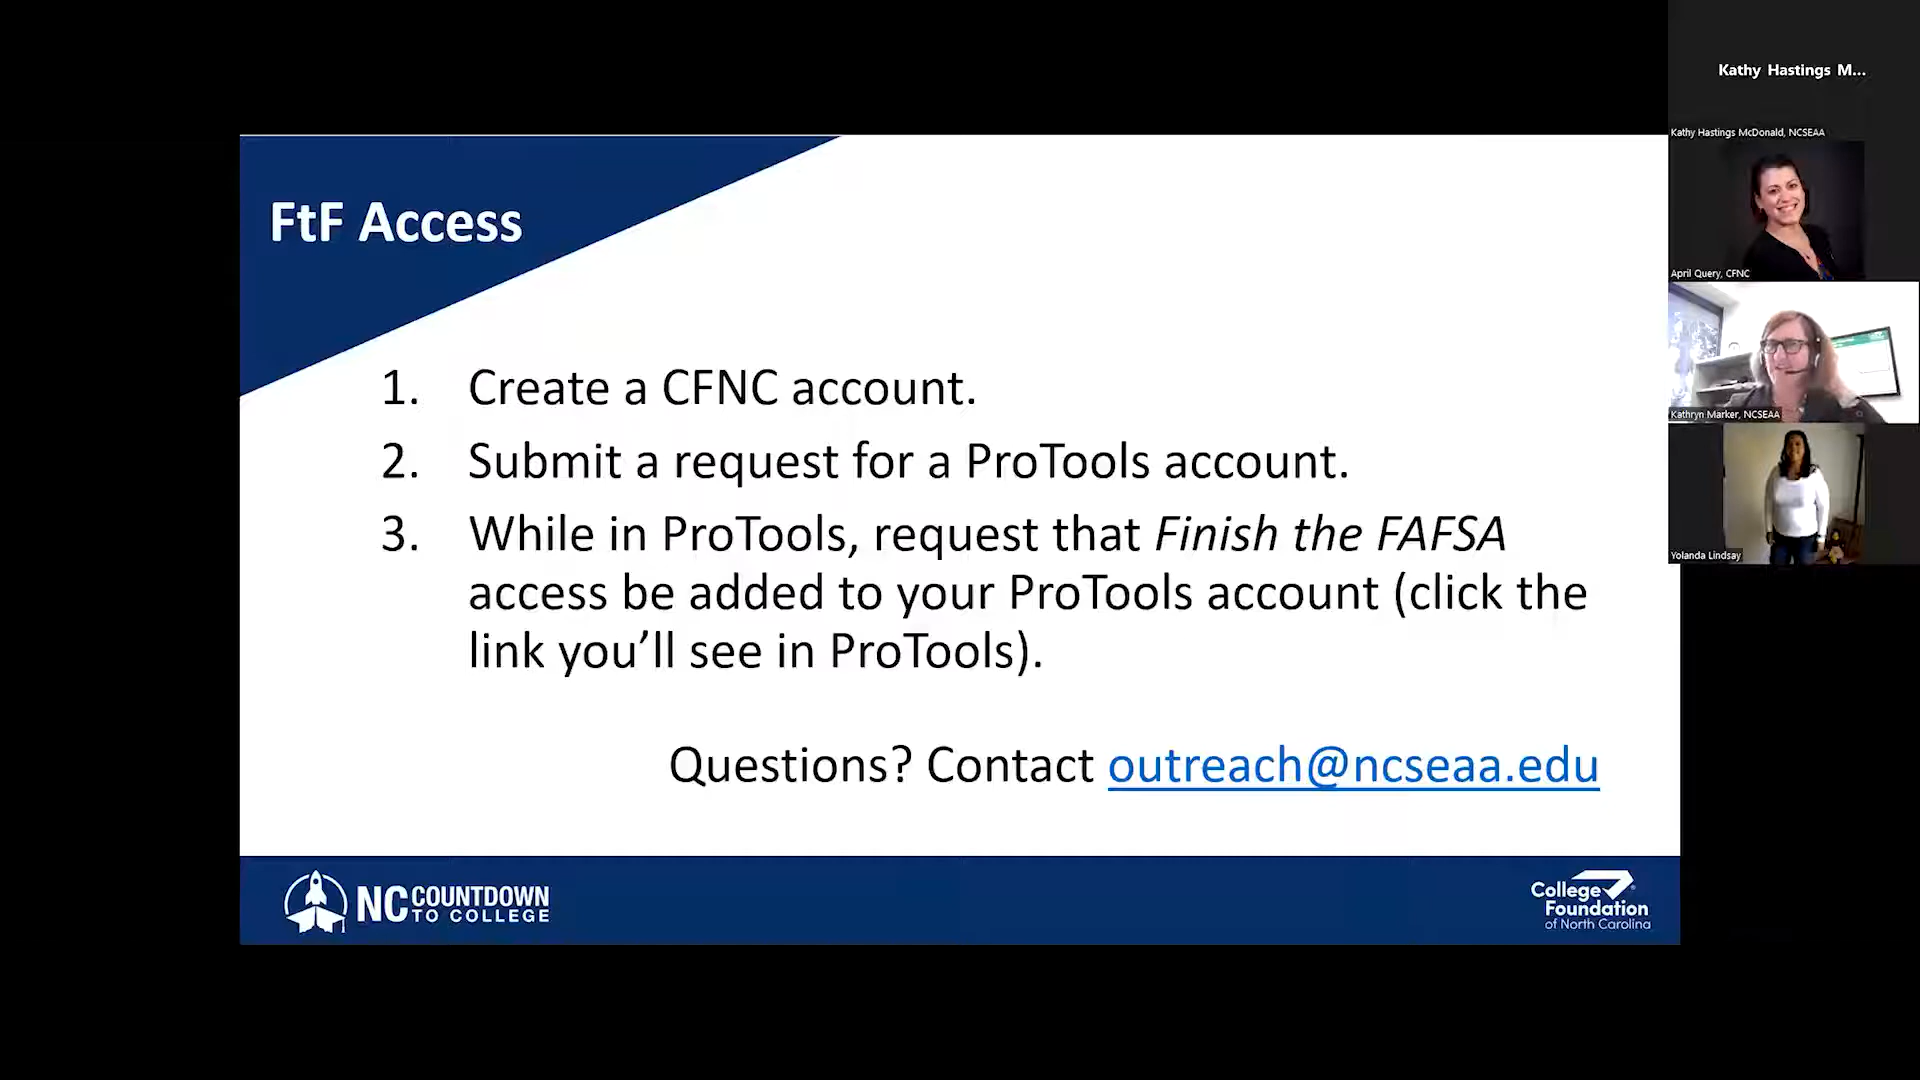 FtF Access
1. Create a CFNC account.
2. Submit a request for a ProTools account.
3. While in ProTools, request that Finish the FAFSA
access be added to your ProTools account (click the
link you’ll see in ProTools).
Questions? Contact outreach@ncseaa.edu
NC COUNTDOWN
TO COLLEGE
College
Foundation
of North Carolina
Kathy Hastings M...
Kathy Hastings McDonald, NCSEAA
April Query, CFNC
Kathryn Marker, NCSEAA
Yolanda Lindsay